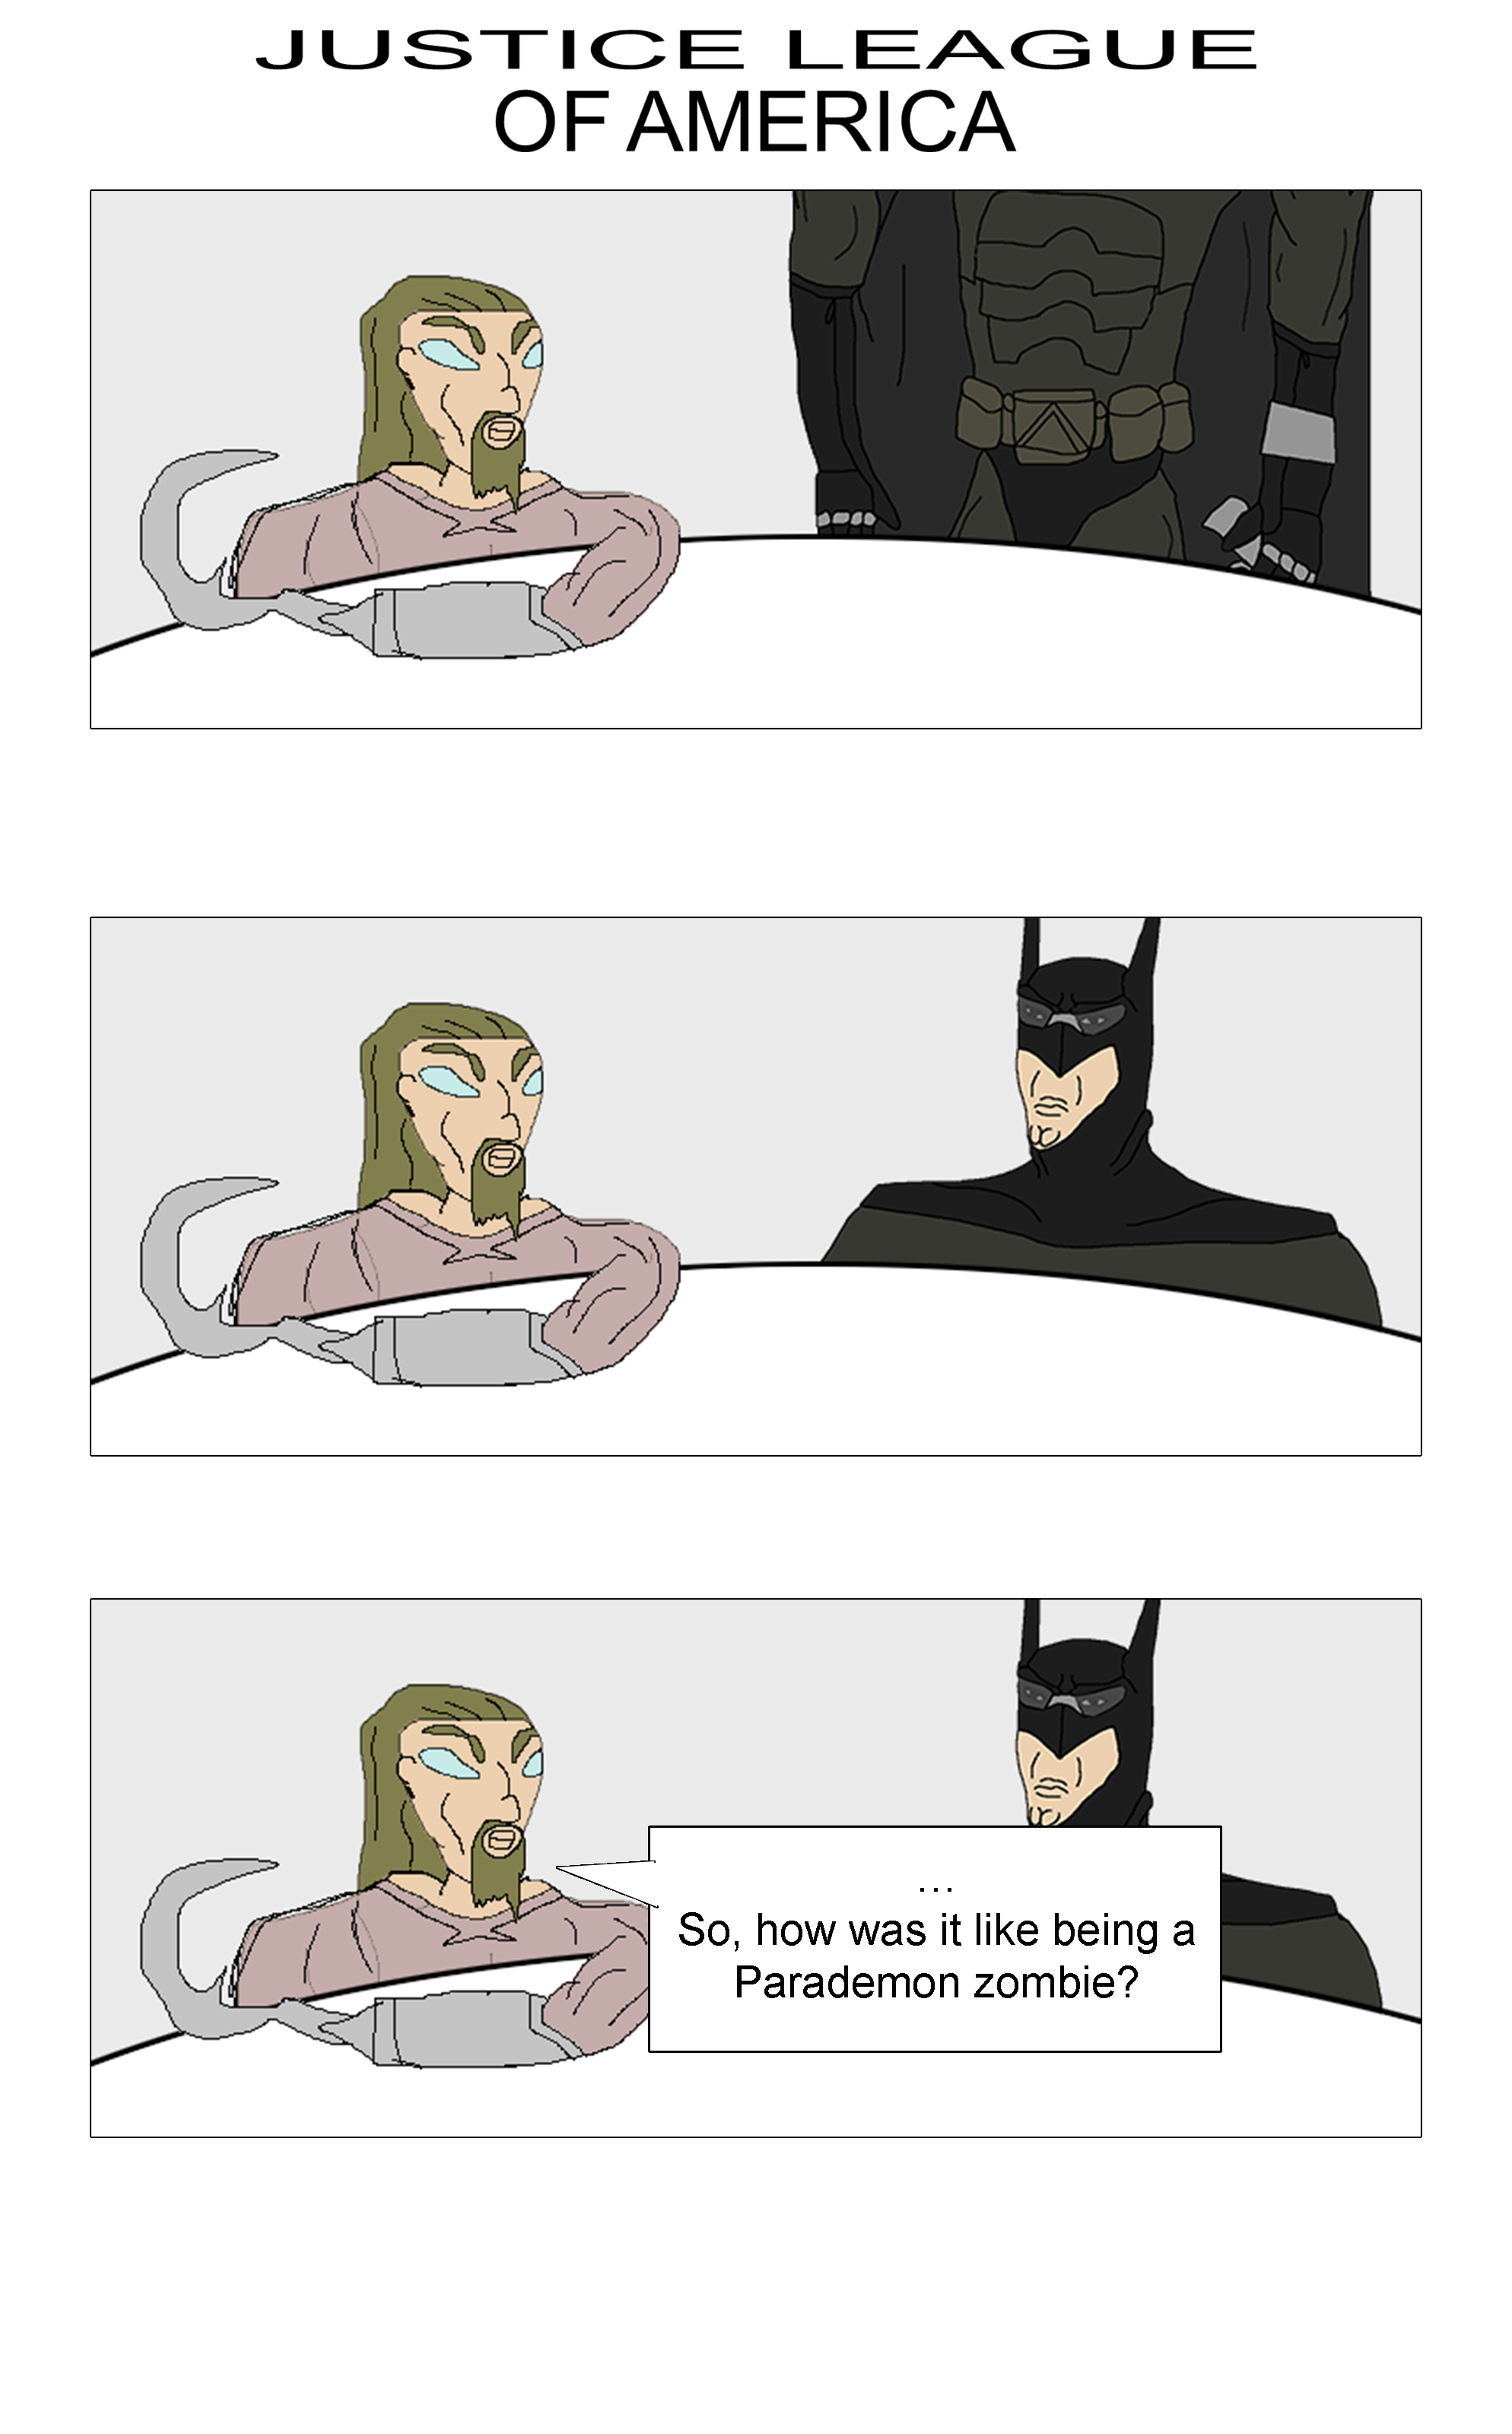 JUSTICE LEAGUE
OF AMERICA
...
So, how was it like being a
Parademon zombie?